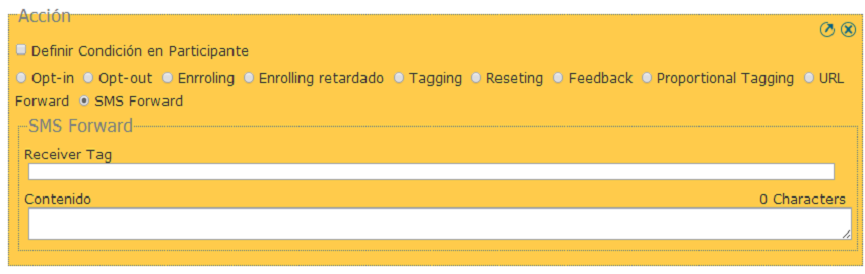 Acción
Definir Condición en Participante
Opt-in Opt-out Enrroling Enrolling retardado Tagging Reseting Feedback Proportional Tagging URL
Forward SMS Forward
SMS Forward
Receiver Tag
Contenido 0 Characters